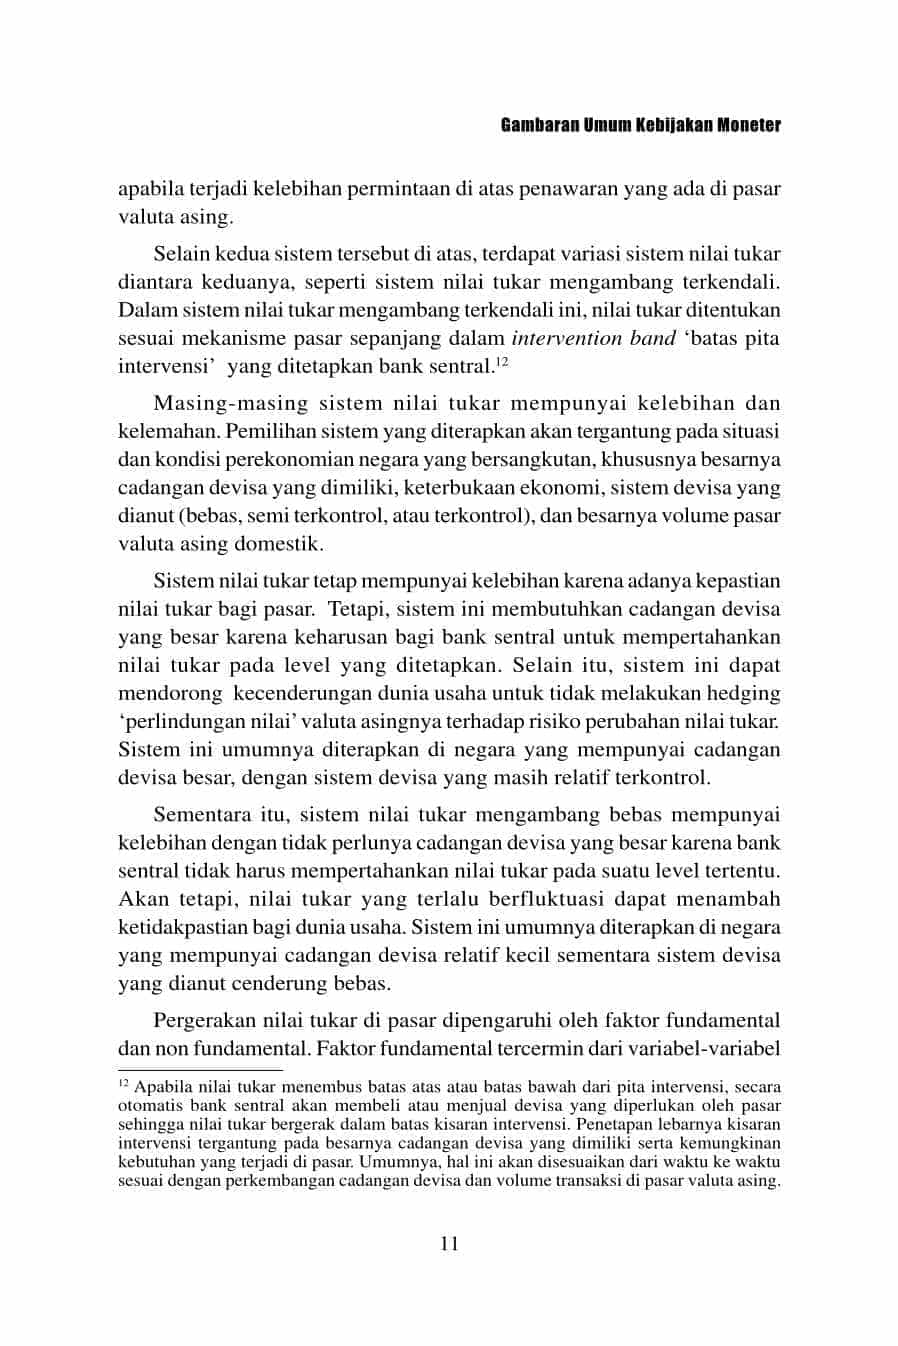 Gambaran Umum Kebijakan Moneter
apabila terjadi kelebihan permintaan di atas penawaran yang ada di pasar
valuta asing.
Selain kedua sistem tersebut di atas, terdapat variasi sistem nilai tukar
diantara keduanya, seperti sistem nilai tukar mengambang terkendali.
Dalam sistem nilai tukar mengambang terkendali ini, nilai tukar ditentukan
sesuai mekanisme pasar sepanjang dalam intervention band ‘batas pita
intervensi’ yang ditetapkan bank sentral.12
Masing-masing sistem nilai tukar mempunyai kelebihan dan
kelemahan. Pemilihan sistem yang diterapkan akan tergantung pada situasi
dan kondisi perekonomian negara yang bersangkutan, khususnya besarnya
cadangan devisa yang dimiliki, keterbukaan ekonomi, sistem devisa yang
dianut (bebas, semi terkontrol, atau terkontrol), dan besarnya volume pasar
valuta asing domestik.
Sistem nilai tukar tetap mempunyai kelebihan karena adanya kepastian
nilai tukar bagi pasar. Tetapi, sistem ini membutuhkan cadangan devisa
yang besar karena keharusan bagi bank sentral untuk mempertahankan
nilai tukar pada level yang ditetapkan. Selain itu, sistem ini dapat
mendorong kecenderungan dunia usaha untuk tidak melakukan hedging
‘perlindungan nilai’ valuta asingnya terhadap risiko perubahan nilai tukar.
Sistem ini umumnya diterapkan di negara yang mempunyai cadangan
devisa besar, dengan sistem devisa yang masih relatif terkontrol.
Sementara itu, sistem nilai tukar mengambang bebas mempunyai
kelebihan dengan tidak perlunya cadangan devisa yang besar karena bank
sentral tidak harus mempertahankan nilai tukar pada suatu level tertentu.
Akan tetapi, nilai tukar yang terlalu berfluktuasi dapat menambah
ketidakpastian bagi dunia usaha. Sistem ini umumnya diterapkan di negara
yang mempunyai cadangan devisa relatif kecil sementara sistem devisa
yang dianut cenderung bebas.
Pergerakan nilai tukar di pasar dipengaruhi oleh faktor fundamental
dan non fundamental. Faktor fundamental tercermin dari variabel-variabel
12 Apabila nilai tukar menembus batas atas atau batas bawah dari pita intervensi, secara
otomatis bank sentral akan membeli atau menjual devisa yang diperlukan oleh pasar
sehingga nilai tukar bergerak dalam batas kisaran intervensi. Penetapan lebarnya kisaran
intervensi tergantung pada besarnya cadangan devisa yang dimiliki serta kemungkinan
kebutuhan yang terjadi di pasar. Umumnya, hal ini akan disesuaikan dari waktu ke waktu
sesuai dengan perkembangan cadangan devisa dan volume transaksi di pasar valuta asing.
11